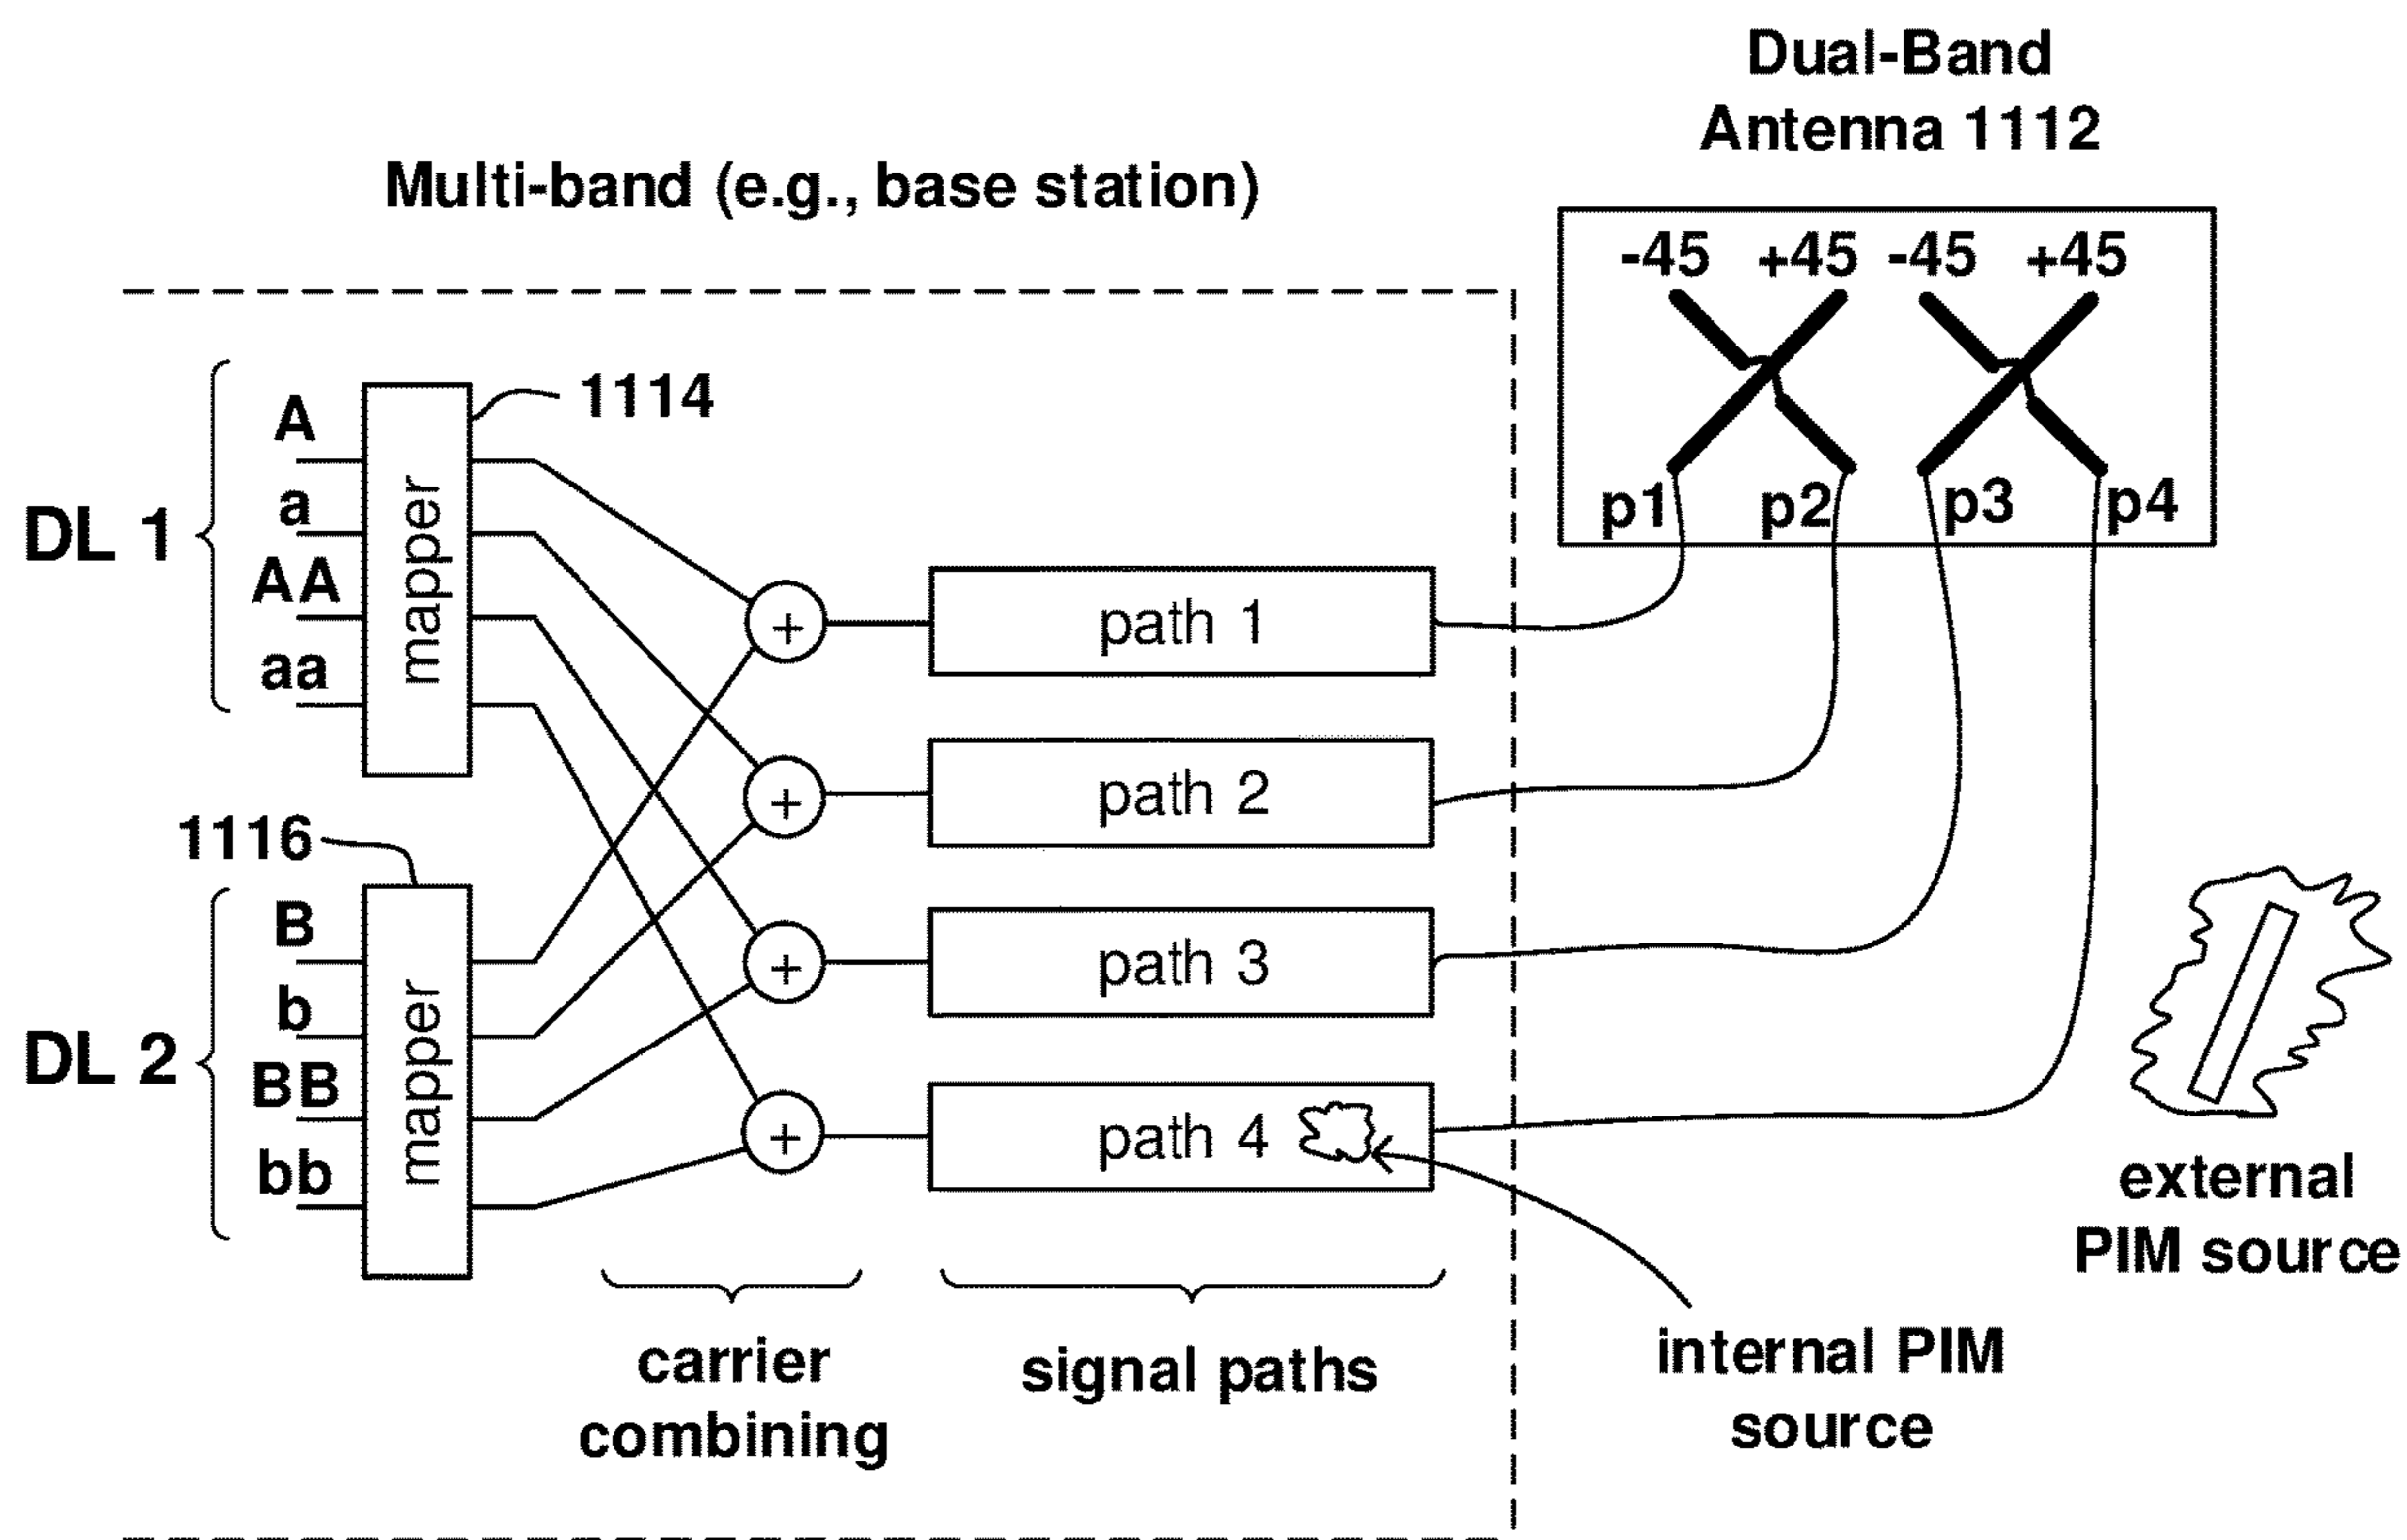 Dual-Band
Antenna 1112
Multi-band (e.g., base station)
-45 +45 -45 +45
p1 p2 p3 p4
1114
DL 1
A
a
AA
aa
mapper
1116
DL 2
B
b
BB
bb
mapper
+
+
+
+
path 1
path 2
path 3
path 4
carrier
combining
signal paths
internal PIM
source
external
PIM source